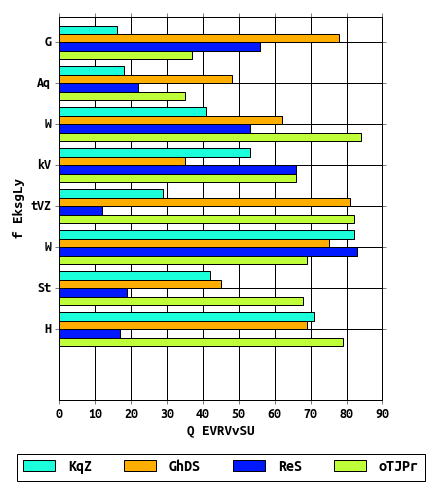 G
Aq
W
kV
tVZ
W
St
H
f EksgLy
0 10 20 30 40 50 60 70 80 90
Q EVRVvSU
KqZ GhDS ReS oTJPr